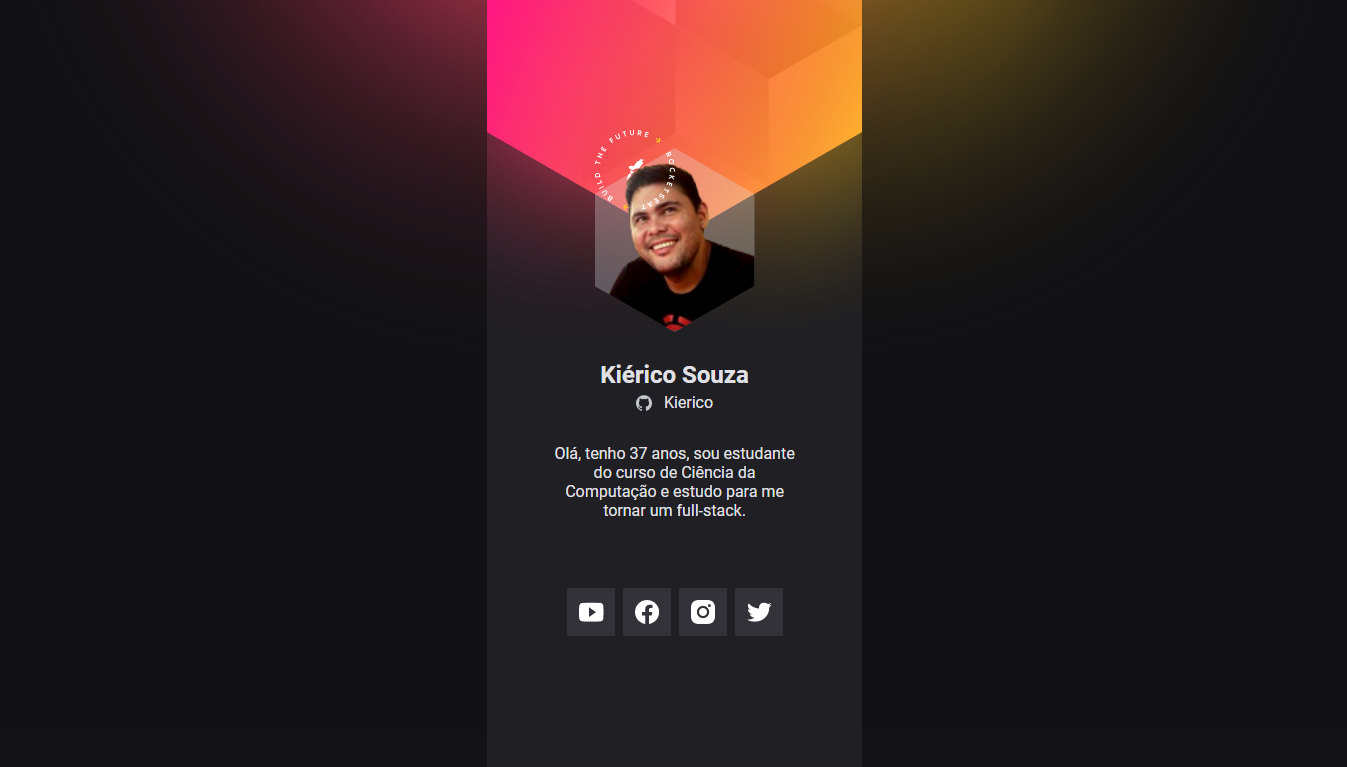 BUILD THE FUTURE
ROCKETSEAT
Kiérico Souza
Kierico
Olá, tenho 37 anos, sou estudante
do curso de Ciência da
Computação e estudo para me
tornar um full-stack.